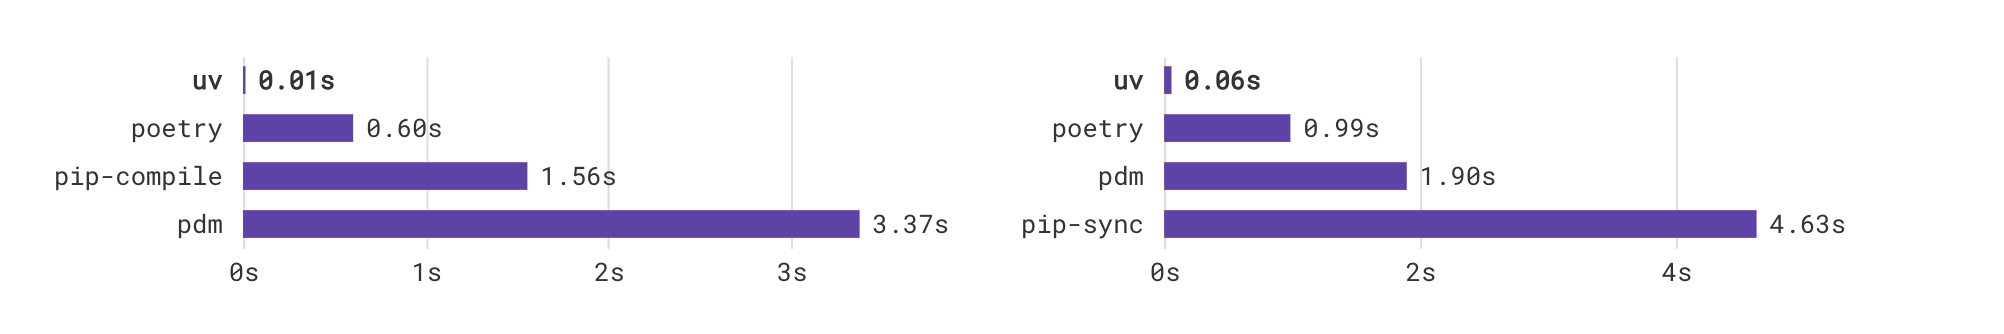 uv 0.01s
poetry 0.60s
pip-compile 1.56s
pdm 3.37s
0s 1s 2s 3s
uv 0.06s
poetry 0.99s
pdm 1.90s
pip-sync 4.63s
0s 2s 4s